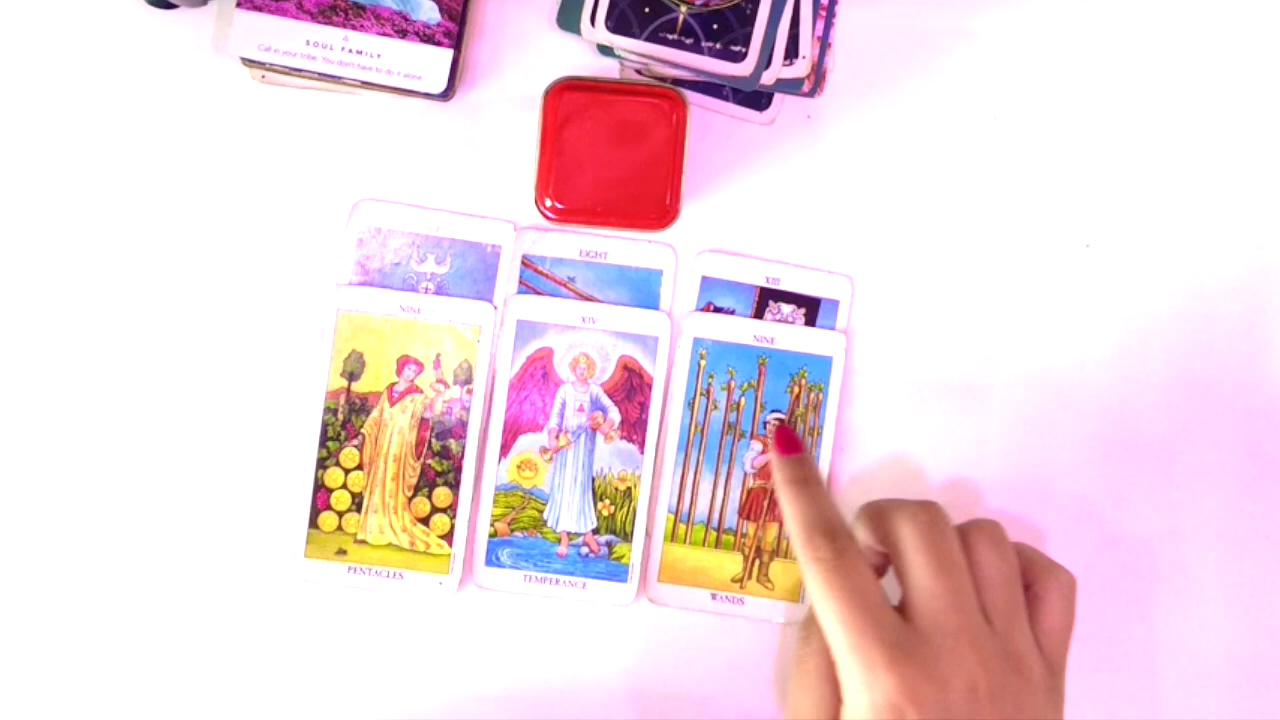 SOUL FAMILY
Call in your tribe. You don't have to do it alone.
I
EIGHT
XIII
NINE
XIV
NINE
PENTACLES
TEMPERANCE
WANDS